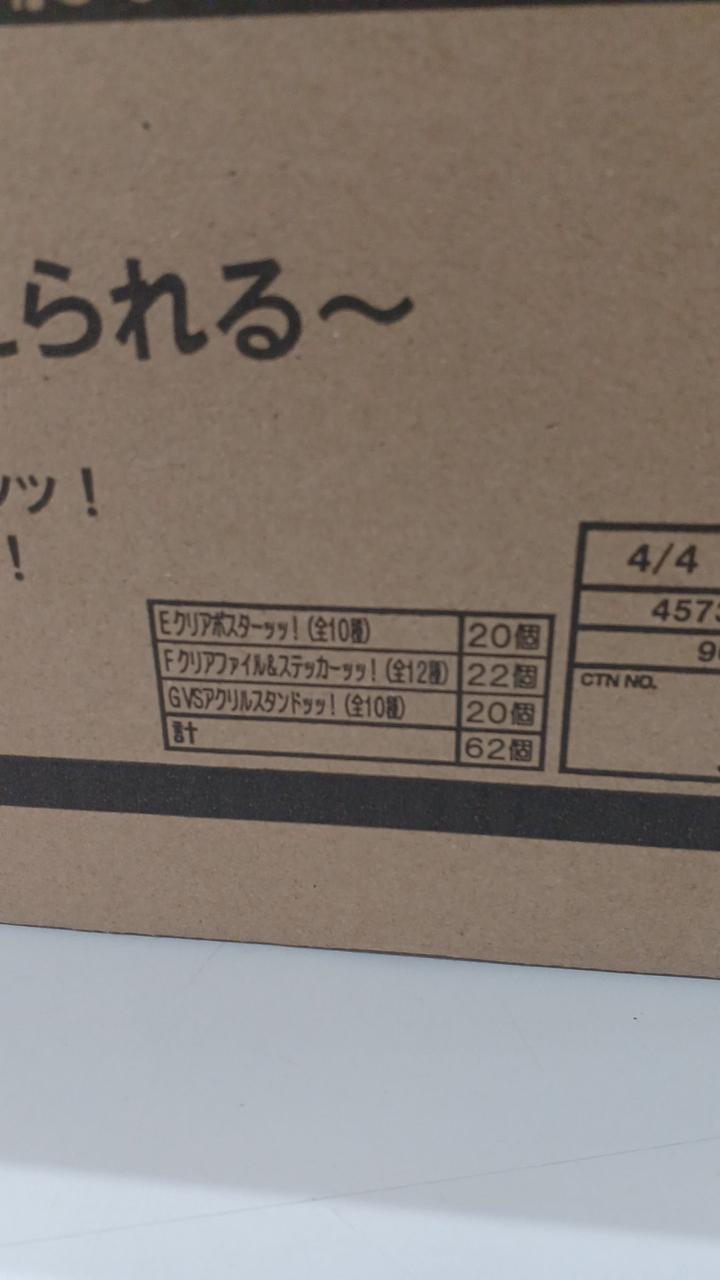 られる～
ッ！
！
Eクリアポスターッッ！(全10種) 20個
Fクリアファイル&ステッカーッッ！(全12種) 22個
G VSアクリルスタンドッッ！(全10種) 20個
計 62個
4/4
457
9
CTN NO.